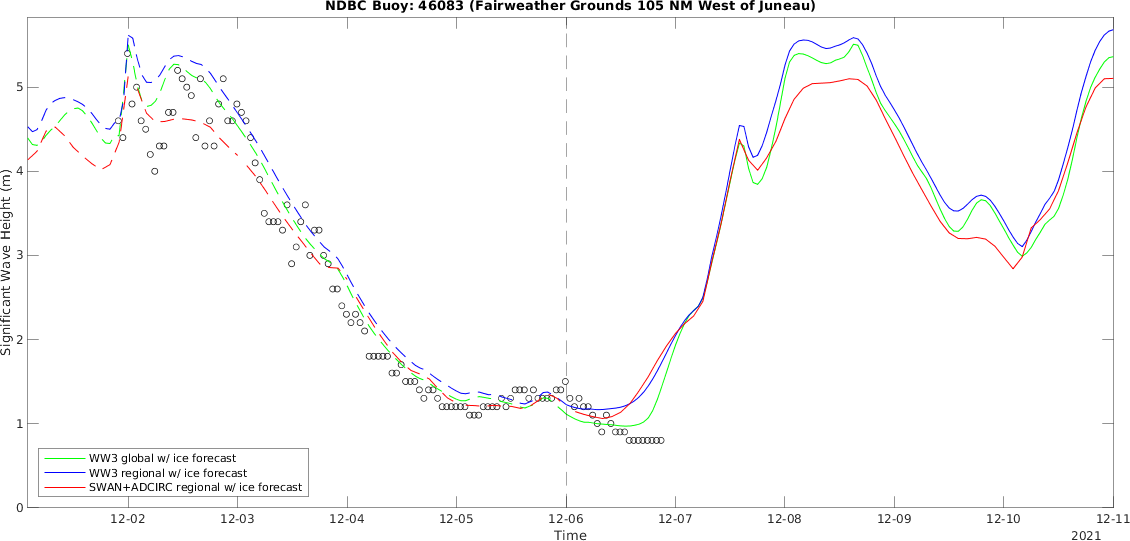 NDBC Buoy: 46083 (Fairweather Grounds 105 NM West of Juneau)
Significant Wave Height (m)
5
4
3
2
1
0
WW3 global w/ ice forecast
WW3 regional w/ ice forecast
SWAN+ADCIRC regional w/ ice forecast
12-02 12-03 12-04 12-05 12-06 12-07 12-08 12-09 12-10 12-11
Time
2021